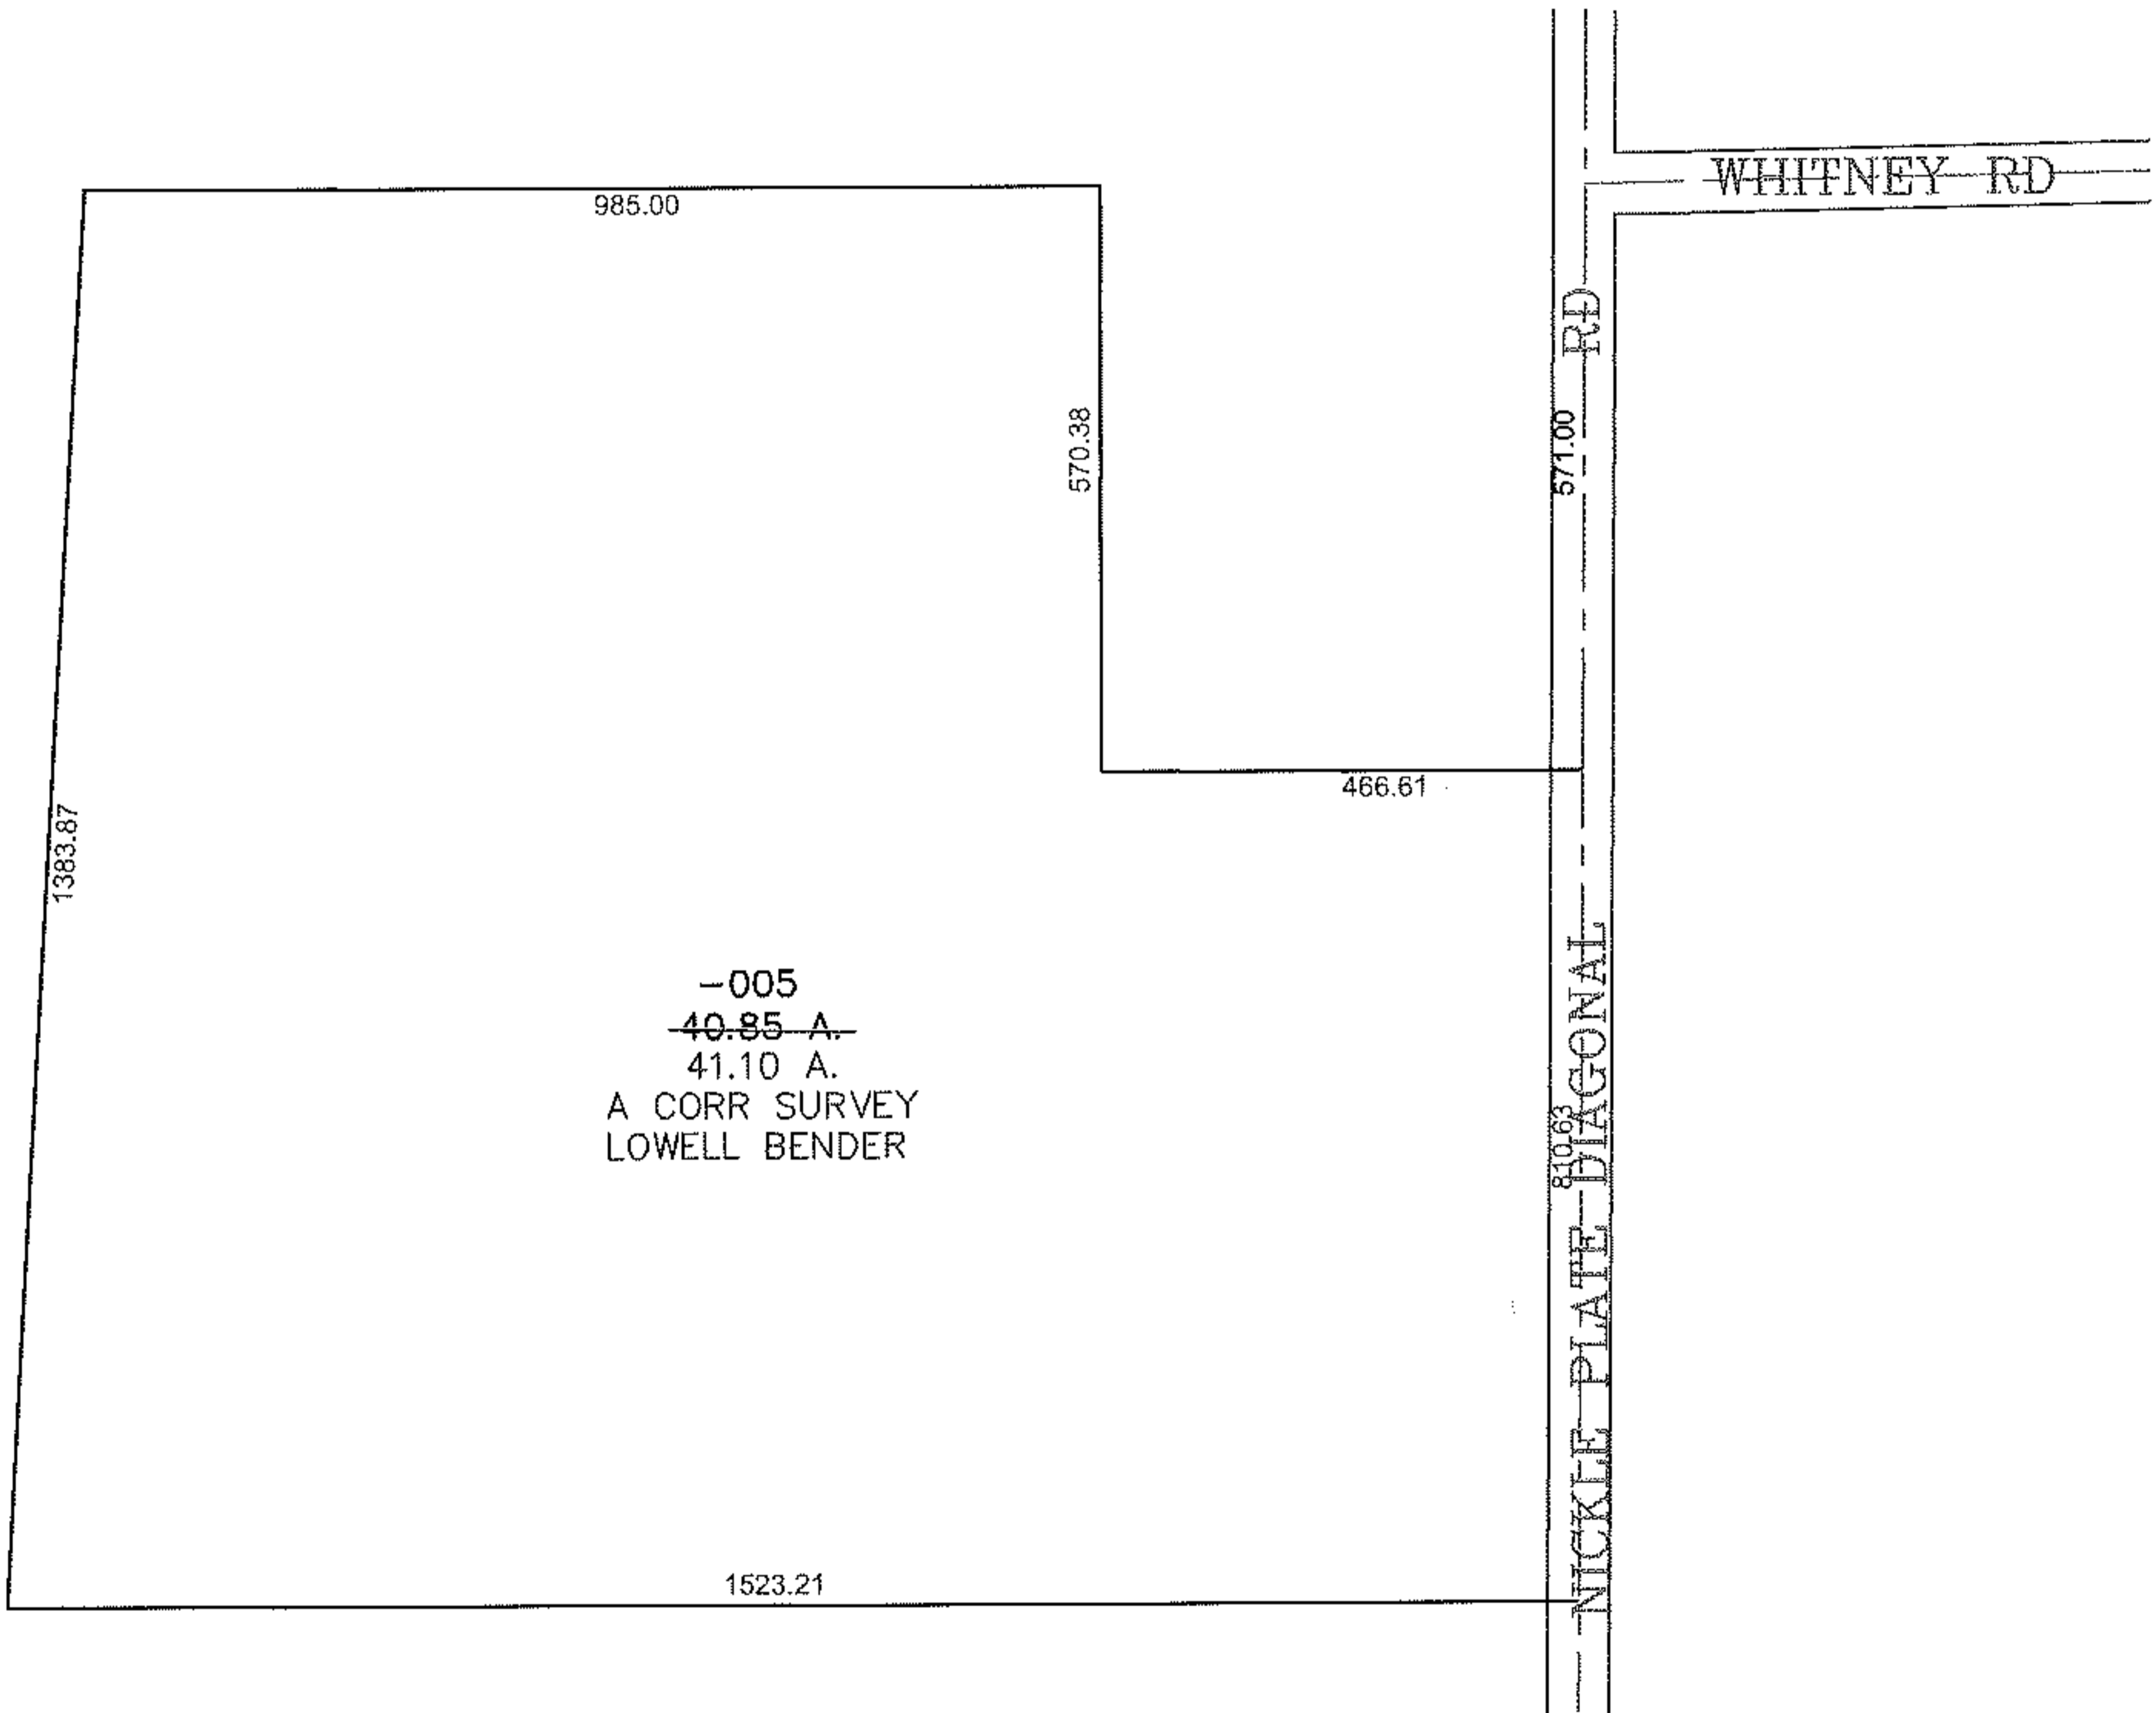 WHITNEY RD
985.00
570.38
571.00
NICKLE PLATE DIAGONAL RD
466.61
1383.87
810.63
-005
40.85 A.
41.10 A.
A CORR SURVEY
LOWELL BENDER
1523.21